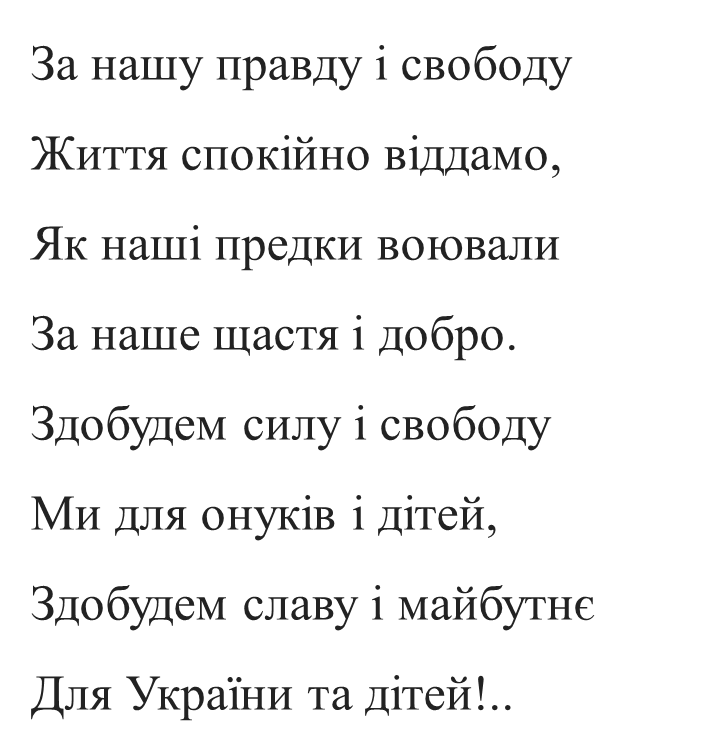 За нашу правду і свободу
Життя спокійно віддамо,
Як наші предки воювали
За наше щастя і добро.
Здобудем силу і свободу
Ми для онуків і дітей,
Здобудем славу і майбутнє
Для України та дітей!..